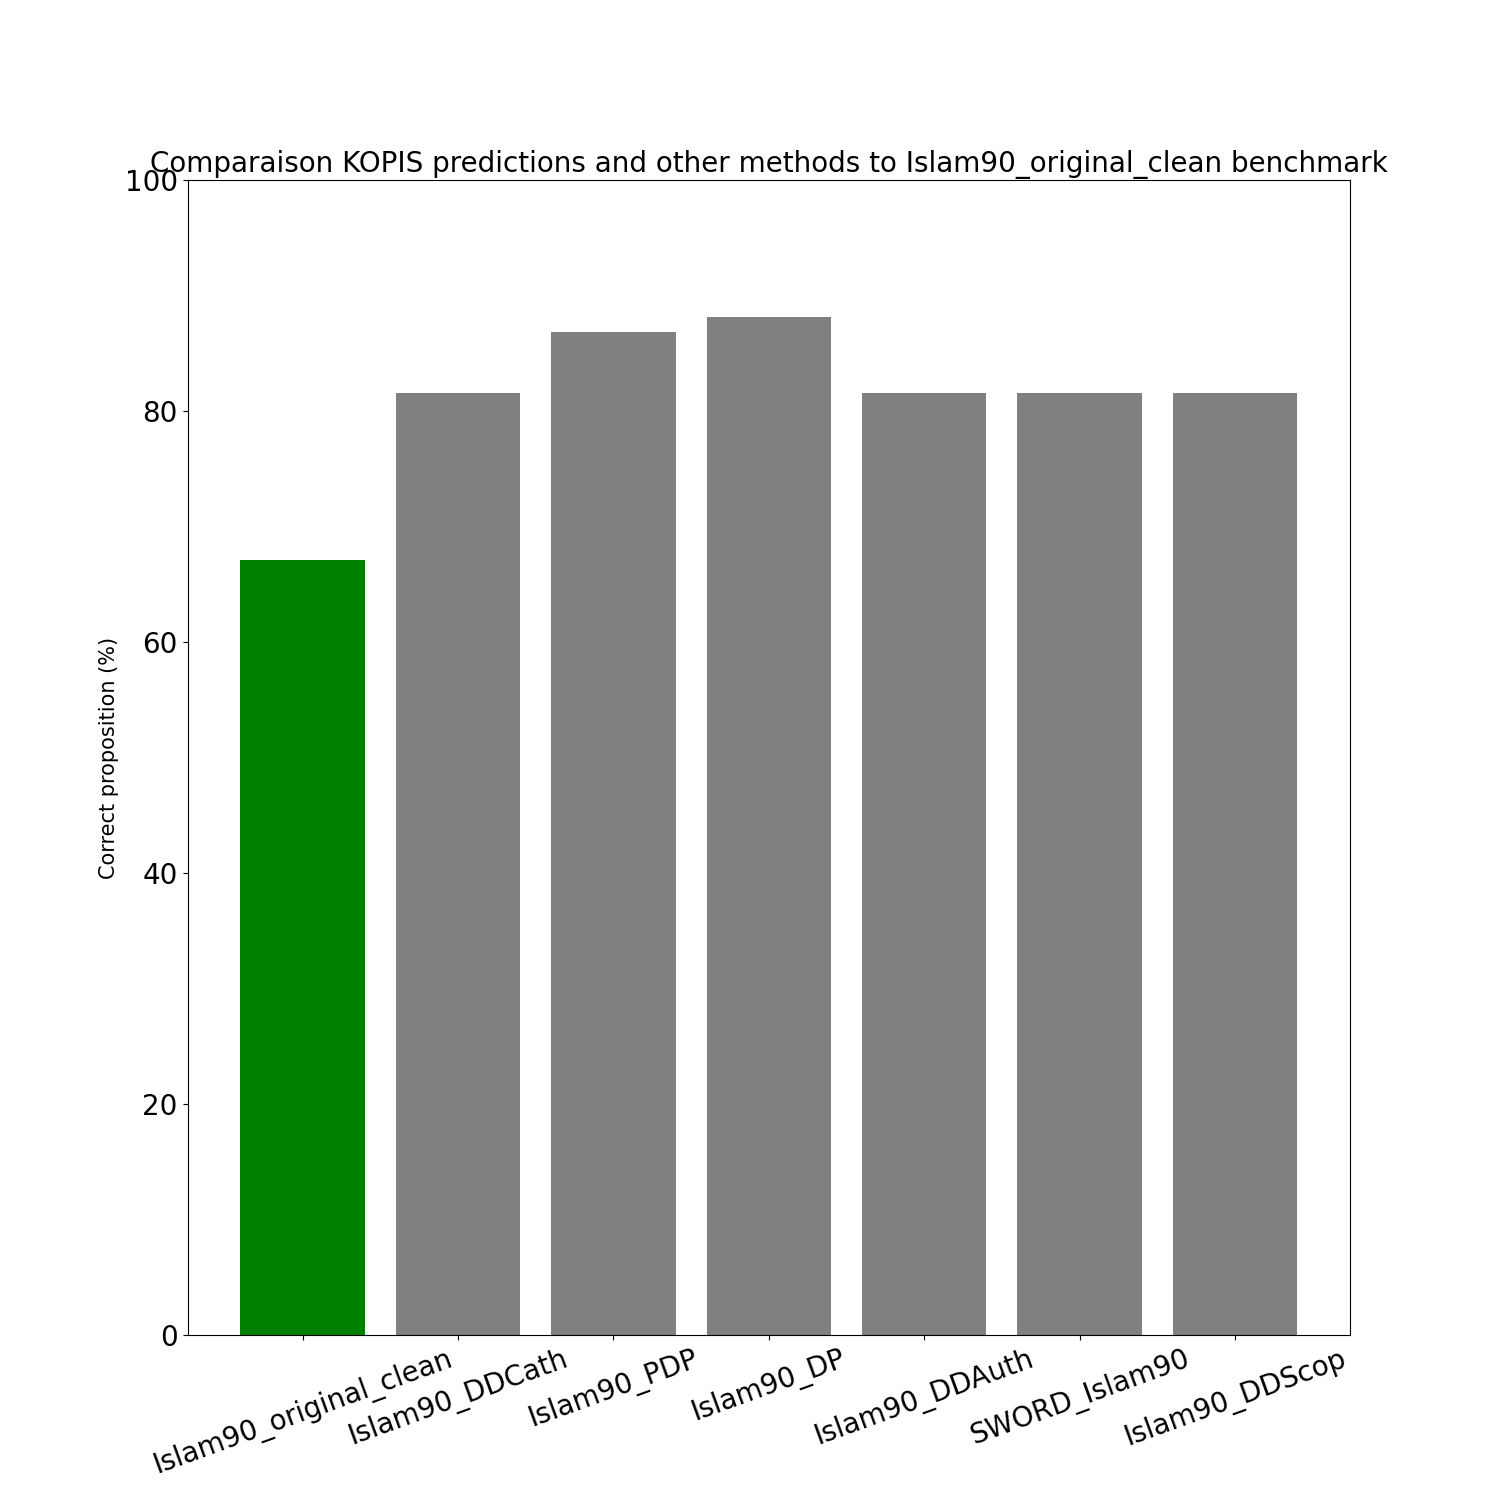 Comparaison KOPIS predictions and other methods to Islam90_original_clean benchmark
100
80
60
40
20
0
Correct proposition (%)
Islam90_original_clean
Islam90_DDCath
Islam90_PDP
Islam90_DP
Islam90_DDAuth
SWORD_Islam90
Islam90_DDScop